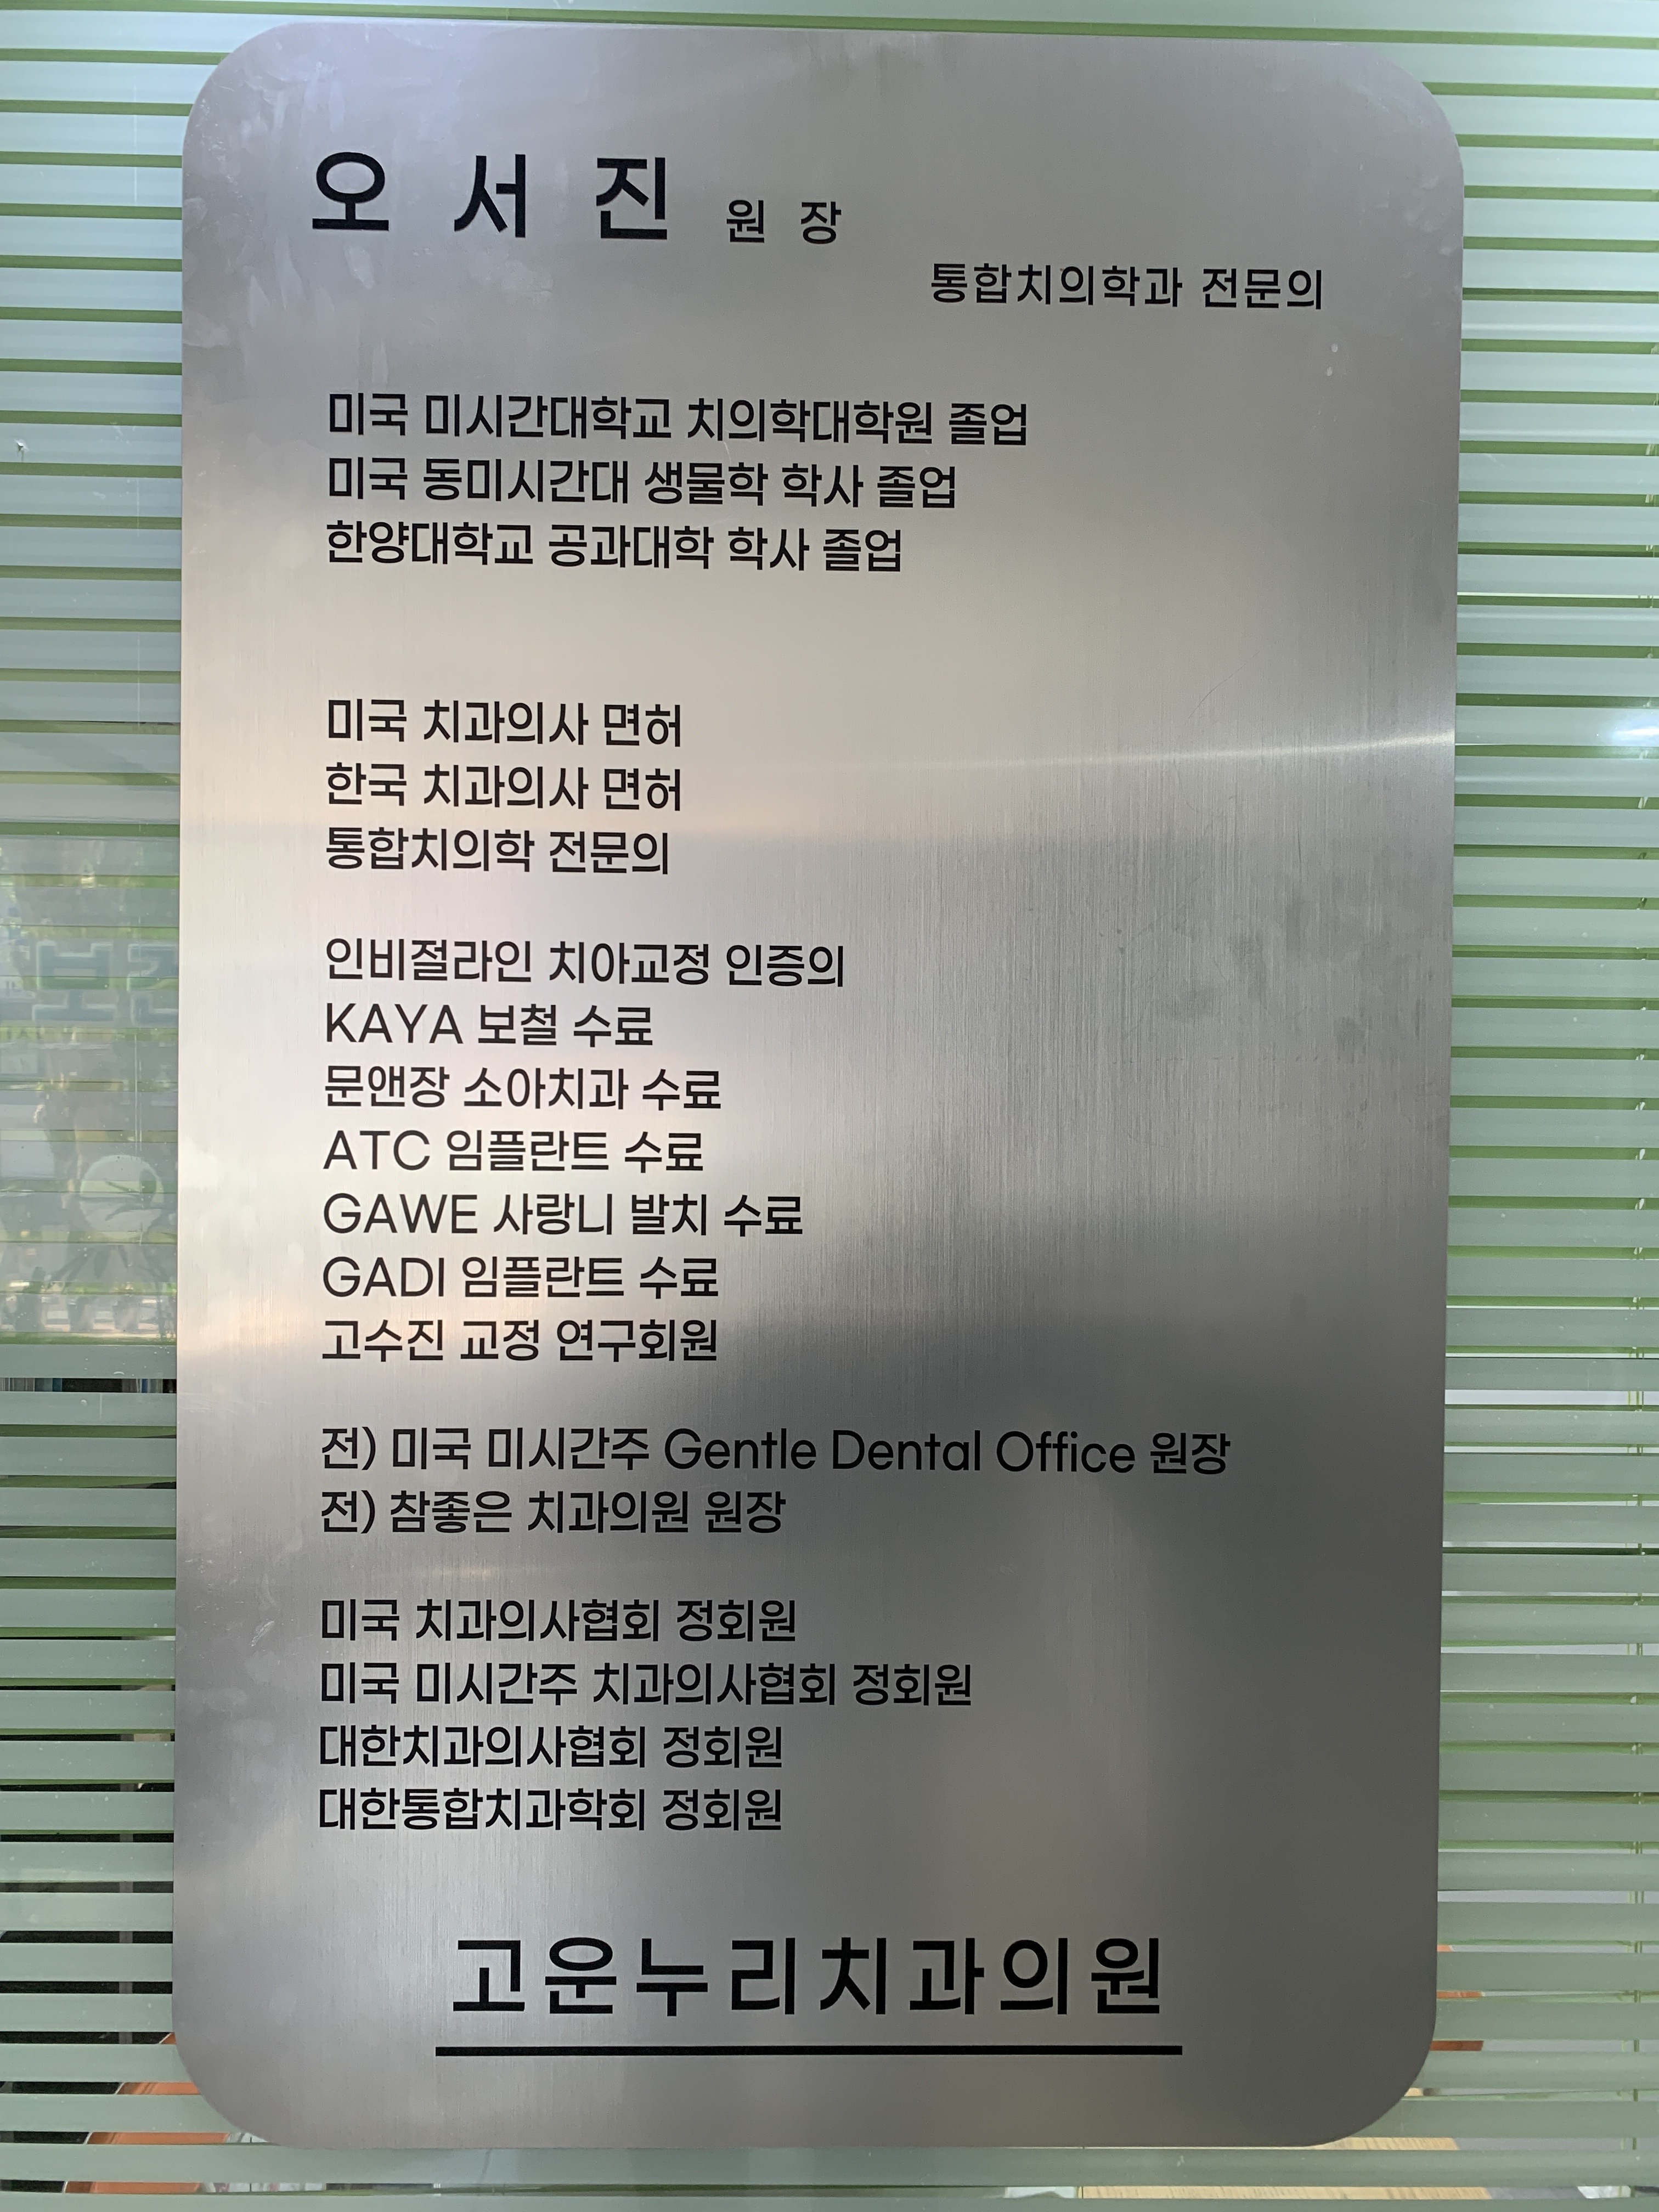 오서진 원장
통합치의학과 전문의
미국 미시간대학교 치의학대학원 졸업
미국 동미시간대 생물학 학사 졸업
한양대학교 공과대학 학사 졸업
미국 치과의사 면허
한국 치과의사 면허
통합치의학 전문의
인비절라인 치아교정 인증의
KAYA 보철 수료
문앤장 소아치과 수료
ATC 임플란트 수료
GAWE 사랑니 발치 수료
GADI 임플란트 수료
고수진 교정 연구회원
전) 미국 미시간주 Gentle Dental Office 원장
전) 참좋은 치과의원 원장
미국 치과의사협회 정회원
미국 미시간주 치과의사협회 정회원
대한치과의사협회 정회원
대한통합치과학회 정회원
고운누리치과의원